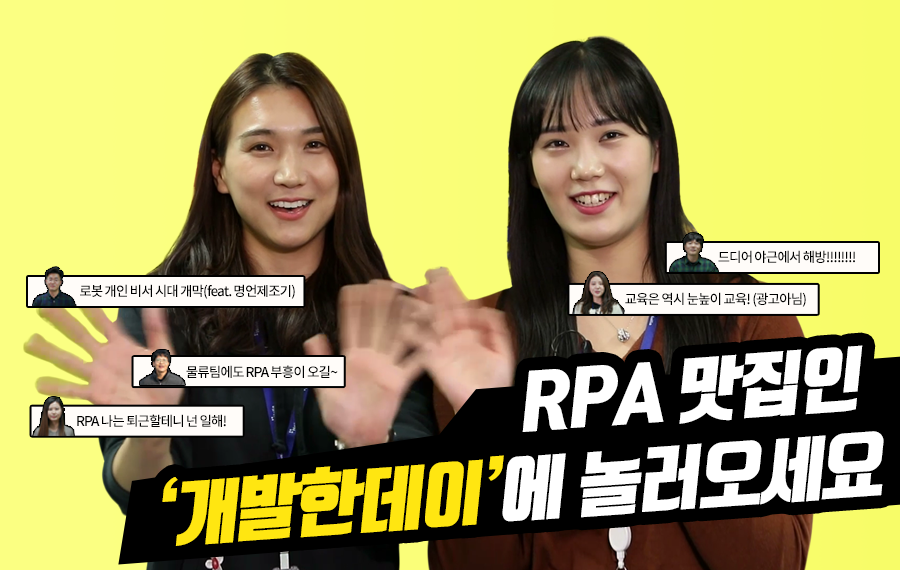 드디어 야근에서 해방!!!!!!!!
로봇 개인 비서 시대 개막(feat. 명언제조기)
교육은 역시 눈높이 교육! (광고아님)
물류팀에도 RPA 부흥이 오길~
RPA 나는 퇴근할테니 넌 일해!
RPA 맛집인
‘개발한데이’에 놀러오세요